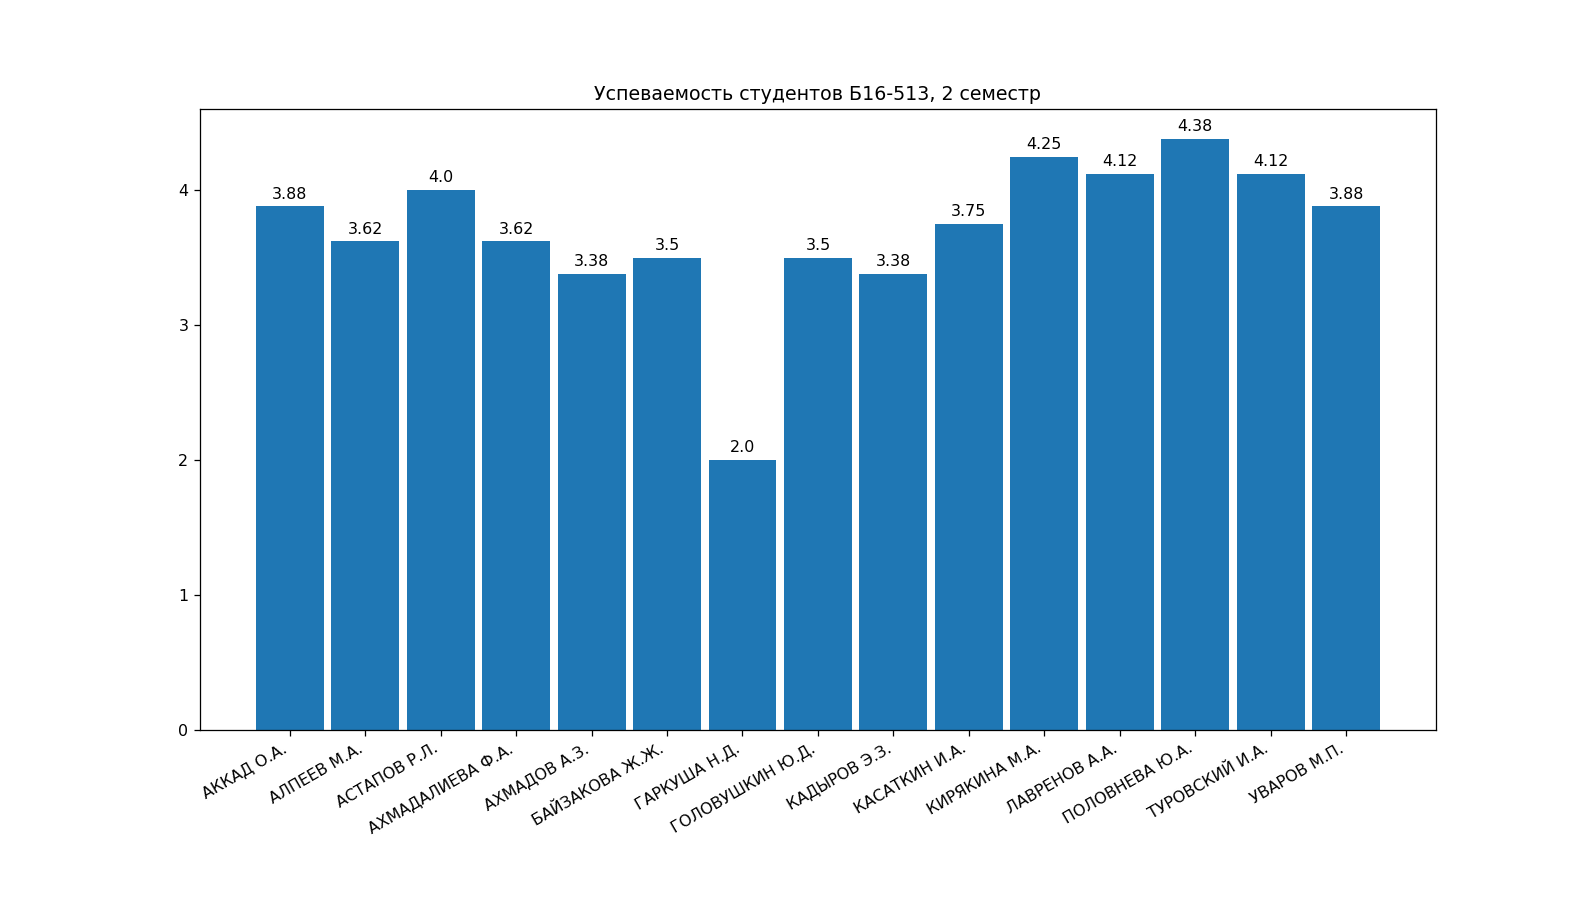 Успеваемость студентов Б16-513, 2 семестр
4.38
4.25
4.12
4.12
4.0
3.88
3.88
3.75
3.62
3.62
3.5
3.5
3.38
3.38
2.0
4
3
2
1
0
АККАД О.А.
АЛПЕЕВ М.А.
АСТАПОВ Р.Л.
АХМАДАЛИЕВА Ф.А.
АХМАДОВ А.З.
БАЙЗАКОВА Ж.Ж.
ГАРКУША Н.Д.
ГОЛОВУШКИН Ю.Д.
КАДЫРОВ Э.З.
КАСАТКИН И.А.
КИРЯКИНА М.А.
ЛАВРЕНОВ А.А.
ПОЛОВНЕВА Ю.А.
ТУРОВСКИЙ И.А.
УВАРОВ М.П.